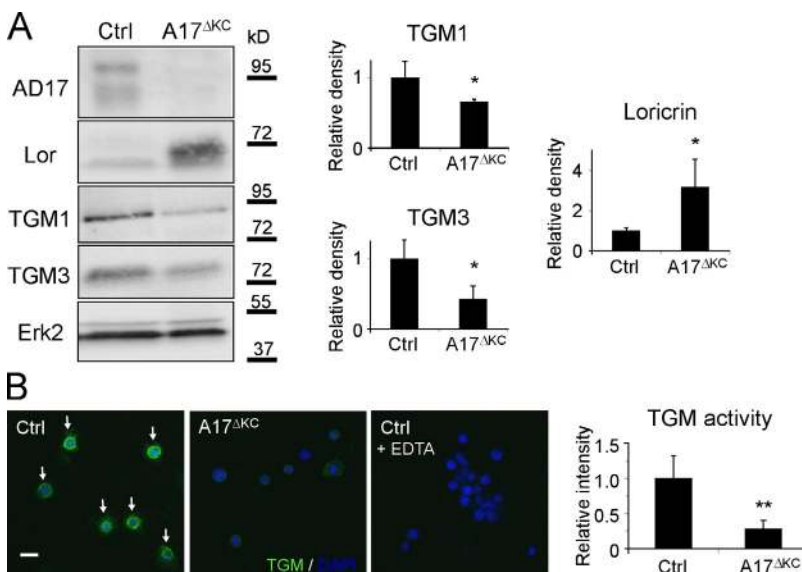 A
Ctrl A17ΔKC kD
AD17
95
Lor
72
TGM1
95
72
TGM3
72
Erk2
55
37
TGM1
Relative density
1
0
*
Ctrl A17ΔKC
TGM3
Relative density
1
0
*
Ctrl A17ΔKC
Loricrin
Relative density
4
2
0
*
Ctrl A17ΔKC
B
Ctrl
A17ΔKC
TGM / DAPI
Ctrl
+ EDTA
TGM activity
Relative intensity
1.5
1.0
0.5
0
**
Ctrl A17ΔKC